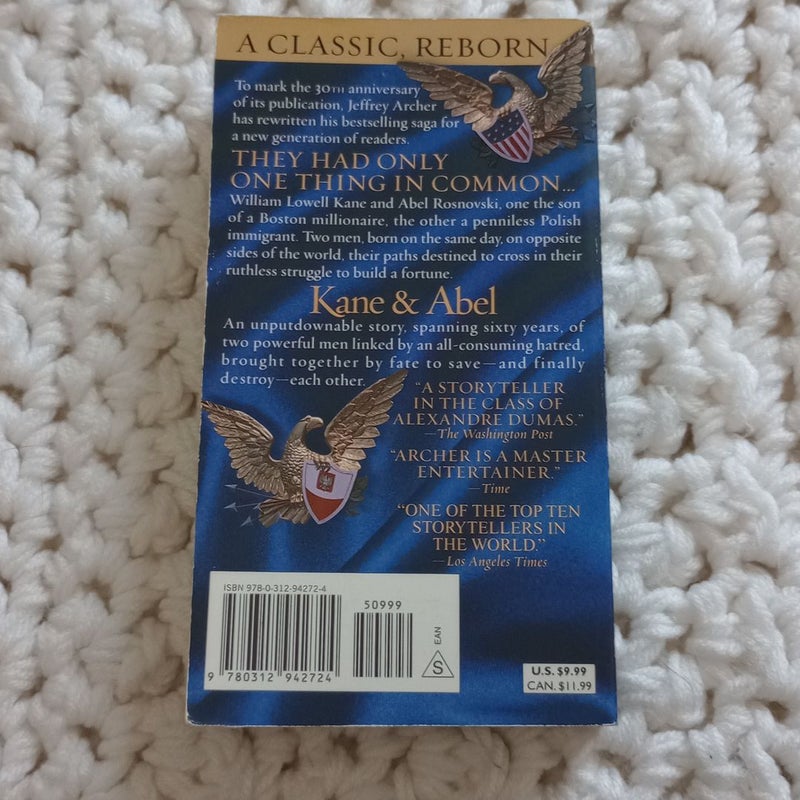 A CLASSIC, REBORN
To mark the 30TH anniversary
of its publication, Jeffrey Archer
has rewritten his bestselling saga for
a new generation of readers.
THEY HAD ONLY
ONE THING IN COMMON...
William Lowell Kane and Abel Rosnovski, one the son
of a Boston millionaire, the other a penniless Polish
immigrant. Two men, born on the same day, on opposite
sides of the world, their paths destined to cross in their
ruthless struggle to build a fortune.
Kane & Abel
An unputdownable story, spanning sixty years, of
two powerful men linked by an all-consuming hatred,
brought together by fate to save—and finally
destroy—each other.
"A STORYTELLER
IN THE CLASS OF
ALEXANDRE DUMAS."
—The Washington Post
"ARCHER IS A MASTER
ENTERTAINER."
—Time
"ONE OF THE TOP TEN
STORYTELLERS IN
THE WORLD."
—Los Angeles Times
ISBN 978-0-312-94272-4
50999
9 780312 942724
S
EAN
U.S. $9.99
CAN. $11.99